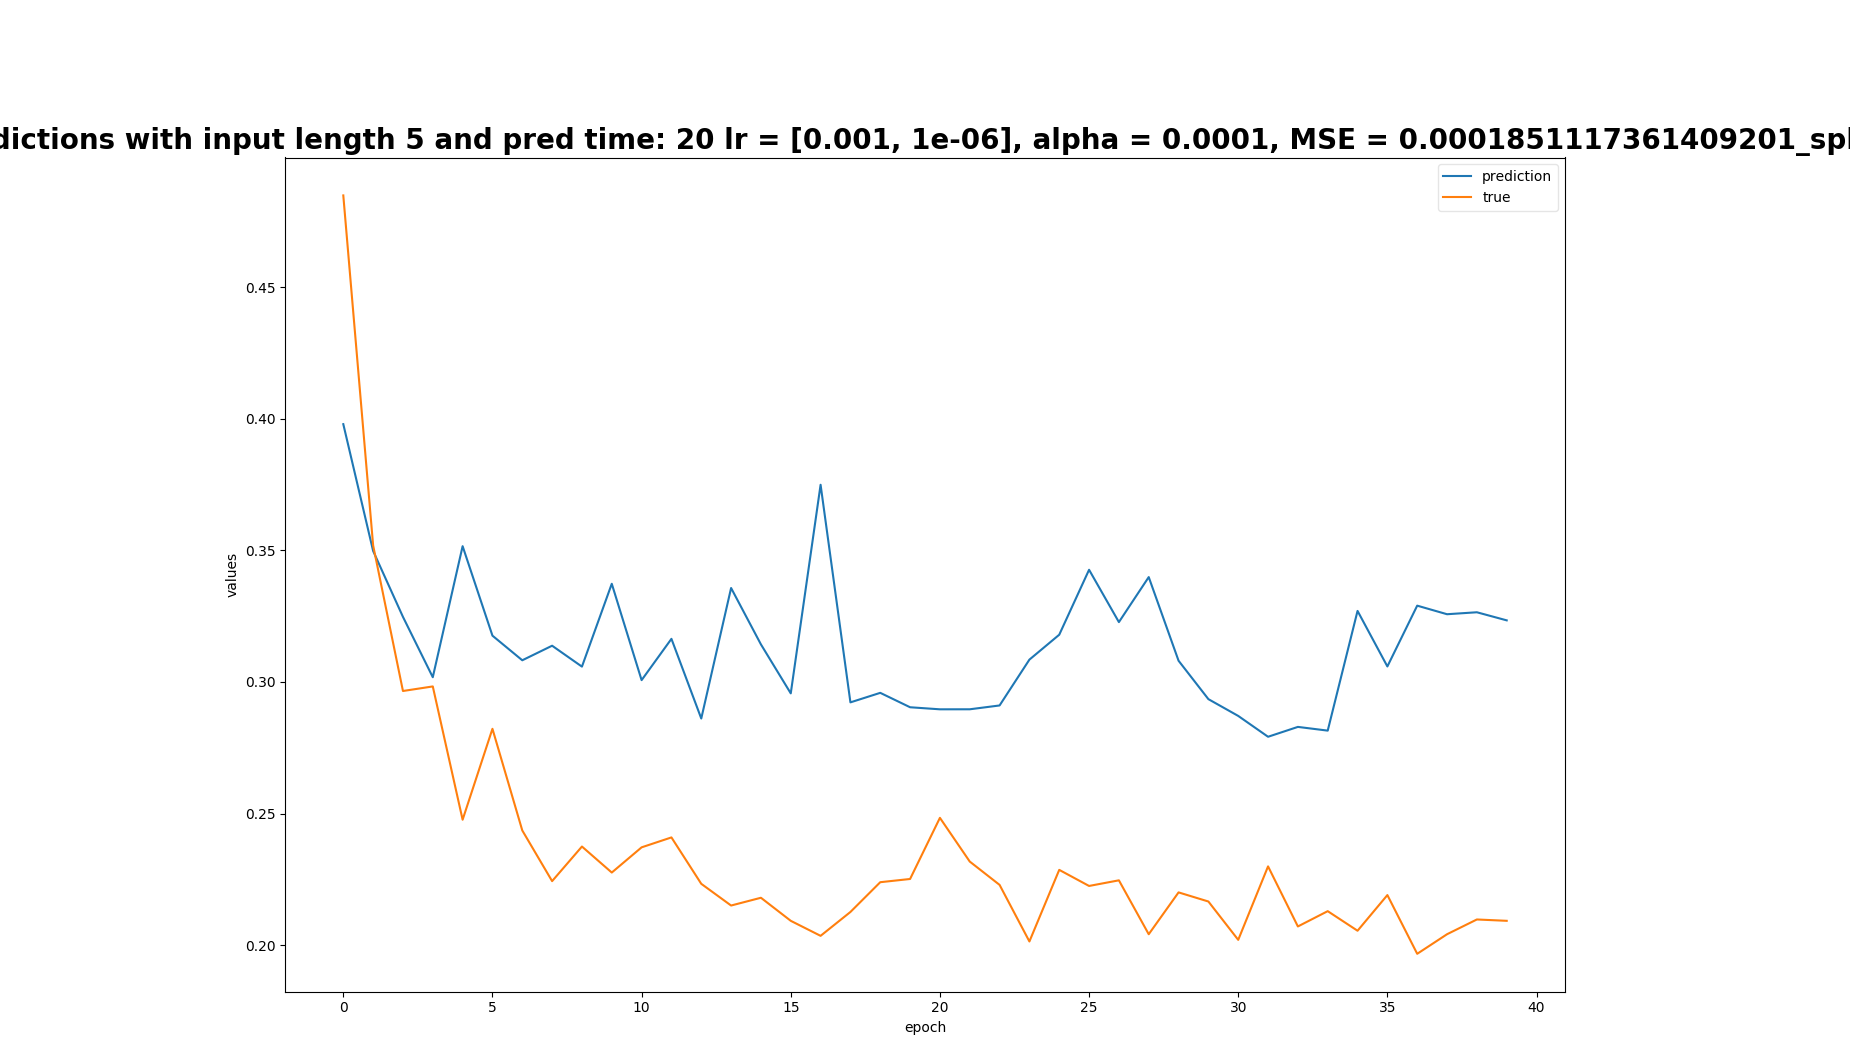 dictions with input length 5 and pred time: 20 lr = [0.001, 1e-06], alpha = 0.0001, MSE = 0.0001851117361409201_spl
prediction
true
0.45
0.40
0.35
0.30
0.25
0.20
values
0 5 10 15 20 25 30 35 40
epoch